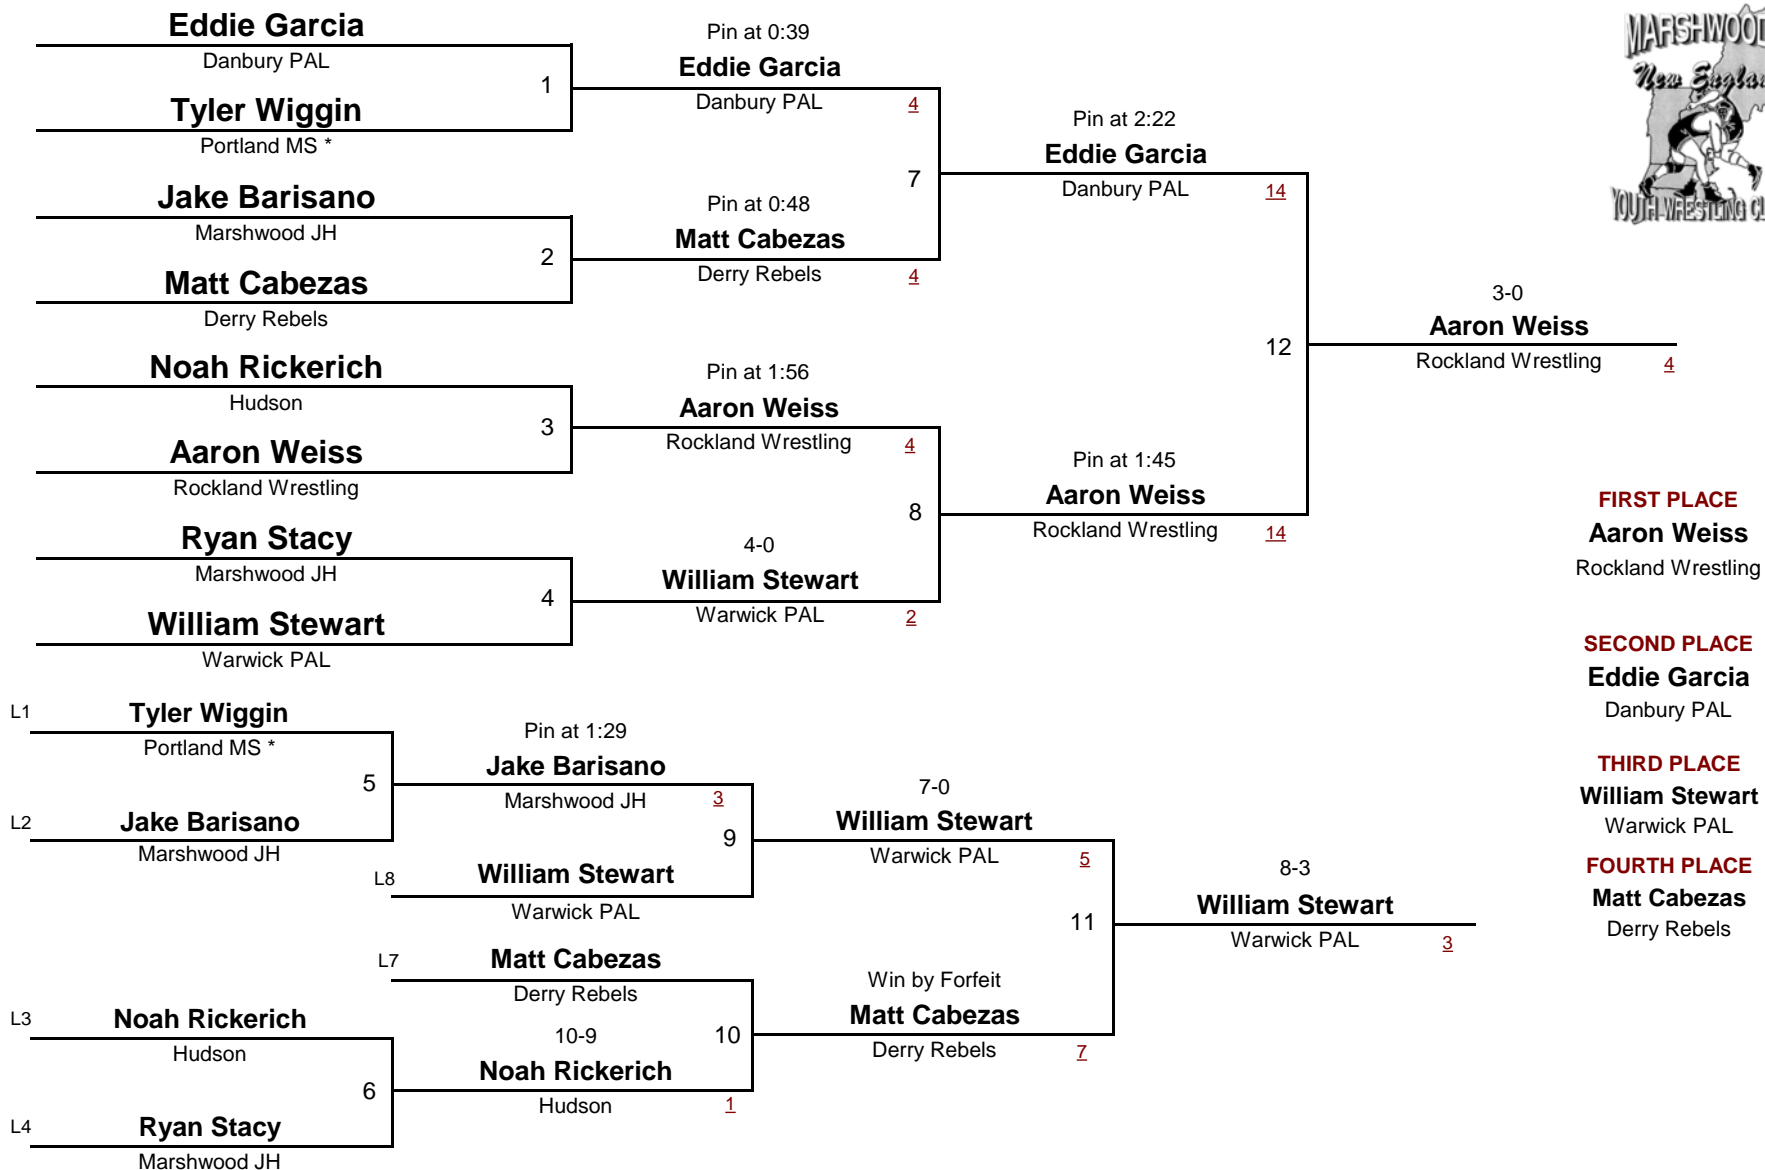 Eddie Garcia
Danbury PAL
1
Tyler Wiggin
Portland MS *
Jake Barisano
Marshwood JH
2
Matt Cabezas
Derry Rebels
Noah Rickerich
Hudson
3
Aaron Weiss
Rockland Wrestling
Ryan Stacy
Marshwood JH
4
William Stewart
Warwick PAL
Pin at 0:39
Eddie Garcia
Danbury PAL 4
7
Pin at 0:48
Matt Cabezas
Derry Rebels 4
Pin at 1:56
Aaron Weiss
Rockland Wrestling 4
8
4-0
William Stewart
Warwick PAL 2
Pin at 2:22
Eddie Garcia
Danbury PAL 14
12
Pin at 1:45
Aaron Weiss
Rockland Wrestling 14
3-0
Aaron Weiss
Rockland Wrestling 4
MARSHWOOD
New England
YOUTH WRESTLING
FIRST PLACE
Aaron Weiss
Rockland Wrestling
SECOND PLACE
Eddie Garcia
Danbury PAL
THIRD PLACE
William Stewart
Warwick PAL
FOURTH PLACE
Matt Cabezas
Derry Rebels
L1 Tyler Wiggin
Portland MS *
5
L2 Jake Barisano
Marshwood JH
Pin at 1:29
Jake Barisano
Marshwood JH 3
9
L8 William Stewart
Warwick PAL
L7 Matt Cabezas
Derry Rebels
10
L3 Noah Rickerich
Hudson
6
L4 Ryan Stacy
Marshwood JH
10-9
Noah Rickerich
Hudson 1
7-0
William Stewart
Warwick PAL 5
11
Win by Forfeit
Matt Cabezas
Derry Rebels 7
8-3
William Stewart
Warwick PAL 3